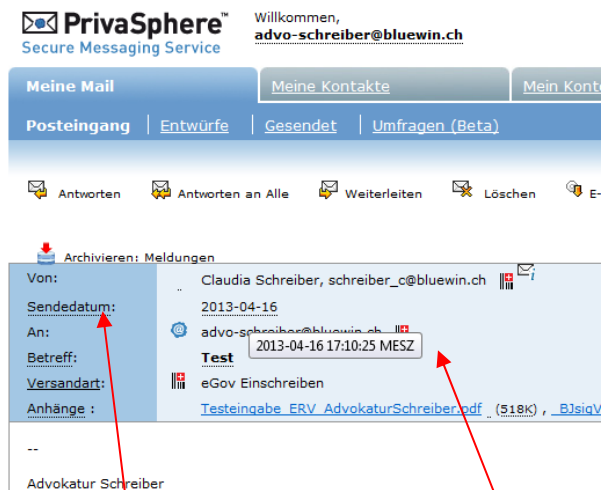 PrivaSphere™
Secure Messaging Service
Willkommen,
advo-schreiber@bluewin.ch
Meine Mail Meine Kontakte Mein Kont
Posteingang Entwürfe Gesendet Umfragen (Beta)
Antworten Antworten an Alle Weiterleiten Löschen E-
Archivieren: Meldungen
Von: Claudia Schreiber, schreiber_c@bluewin.ch
Sendedatum: 2013-04-16
An: advo-schreiber@bluewin.ch
2013-04-16 17:10:25 MESZ
Betreff: Test
Versandart: eGov Einschreiben
Anhänge : Testeingabe_ERV_AdvokaturSchreiber.pdf (518K) , _BJsigV
--
Advokatur Schreiber